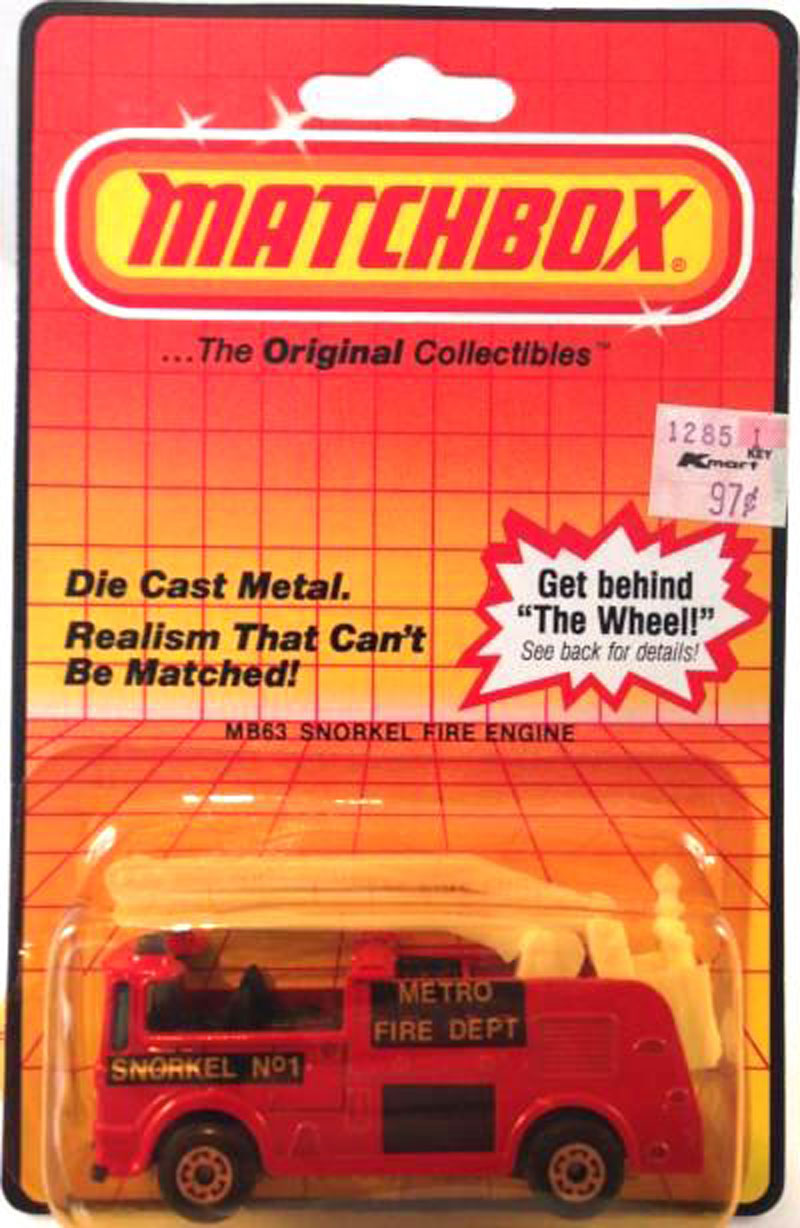 MATCHBOX®
...The Original Collectibles™
1285 1
KEY
Kmart
97¢
Die Cast Metal.
Realism That Can't
Be Matched!
Get behind
"The Wheel!"
See back for details!
MB63 SNORKEL FIRE ENGINE
METRO
FIRE DEPT
SNORKEL Nº1